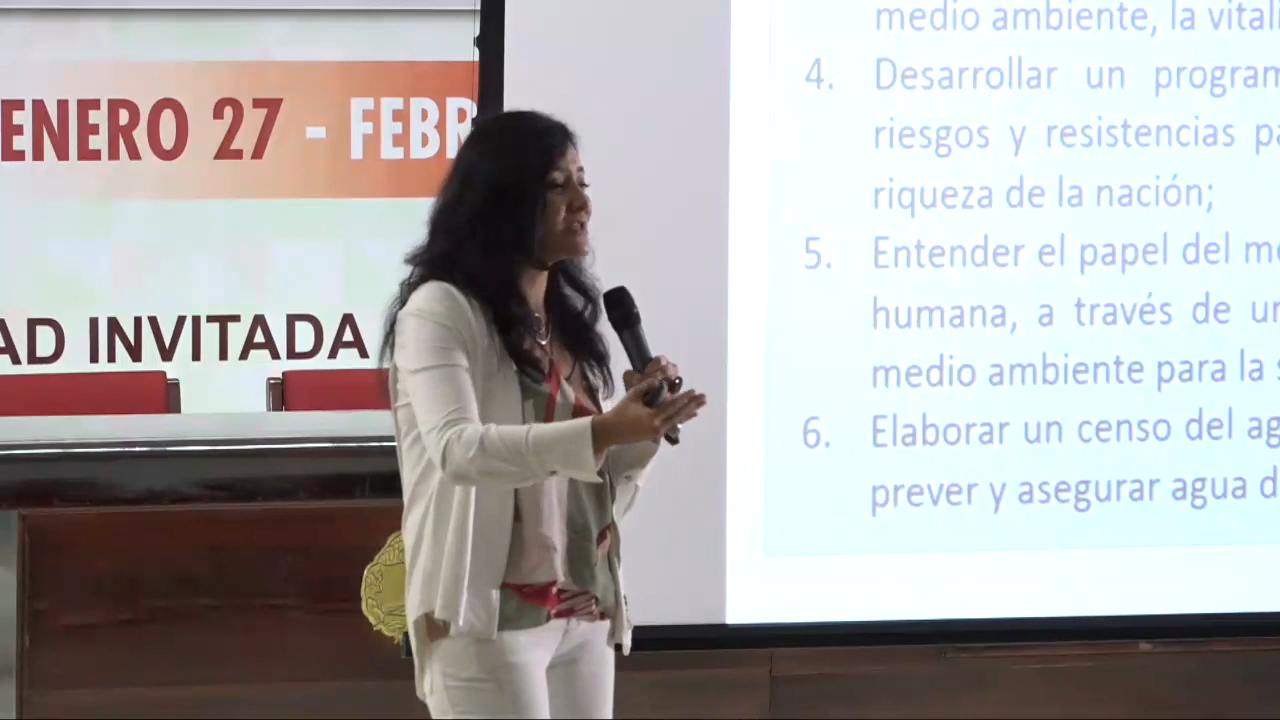 ENERO 27 - FEBR
AD INVITADA
medio ambiente, la vitali
4. Desarrollar un program
riesgos y resistencias pa
riqueza de la nación;
5. Entender el papel del me
humana, a través de un
medio ambiente para la s
6. Elaborar un censo del ag
prever y asegurar agua d